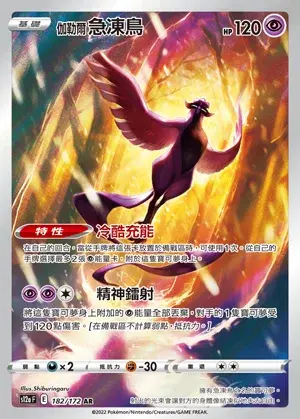 基礎 伽勒爾 急凍鳥 HP 120
特性 冷酷充能
在自己的回合，當從手牌將這張卡放置於備戰區時，可使用1次。從自己的
手牌選擇最多2張 能量卡，附於這隻寶可夢身上。
精神鐳射
將這隻寶可夢身上附加的 能量全部丟棄，對手的1隻寶可夢受
到120點傷害。[在備戰區不計算弱點、抵抗力。]
弱點 ×2 抵抗力 -30 撤退
Illus. Shiburingaru
s12a F E 182/172 AR
©2022 Pokémon/Nintendo/Creatures/GAME FREAK.